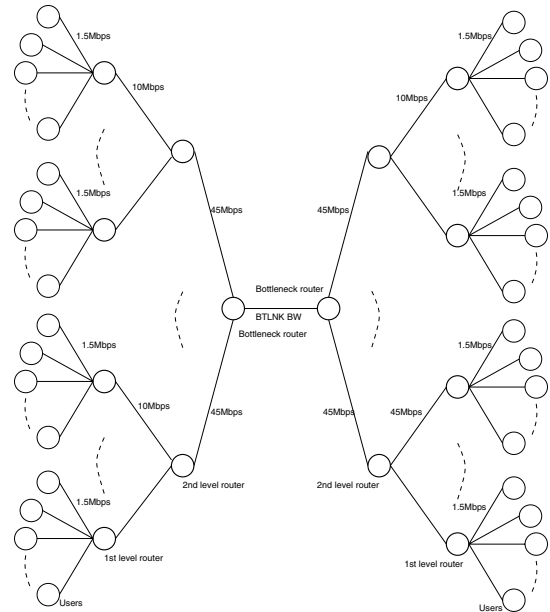 1.5Mbps
1.5Mbps
10Mbps
10Mbps
1.5Mbps
1.5Mbps
45Mbps
45Mbps
Bottleneck router
BTLNK BW
Bottleneck router
1.5Mbps
1.5Mbps
10Mbps
45Mbps
45Mbps
45Mbps
2nd level router
2nd level router
1.5Mbps
1.5Mbps
1st level router
1st level router
Users
Users